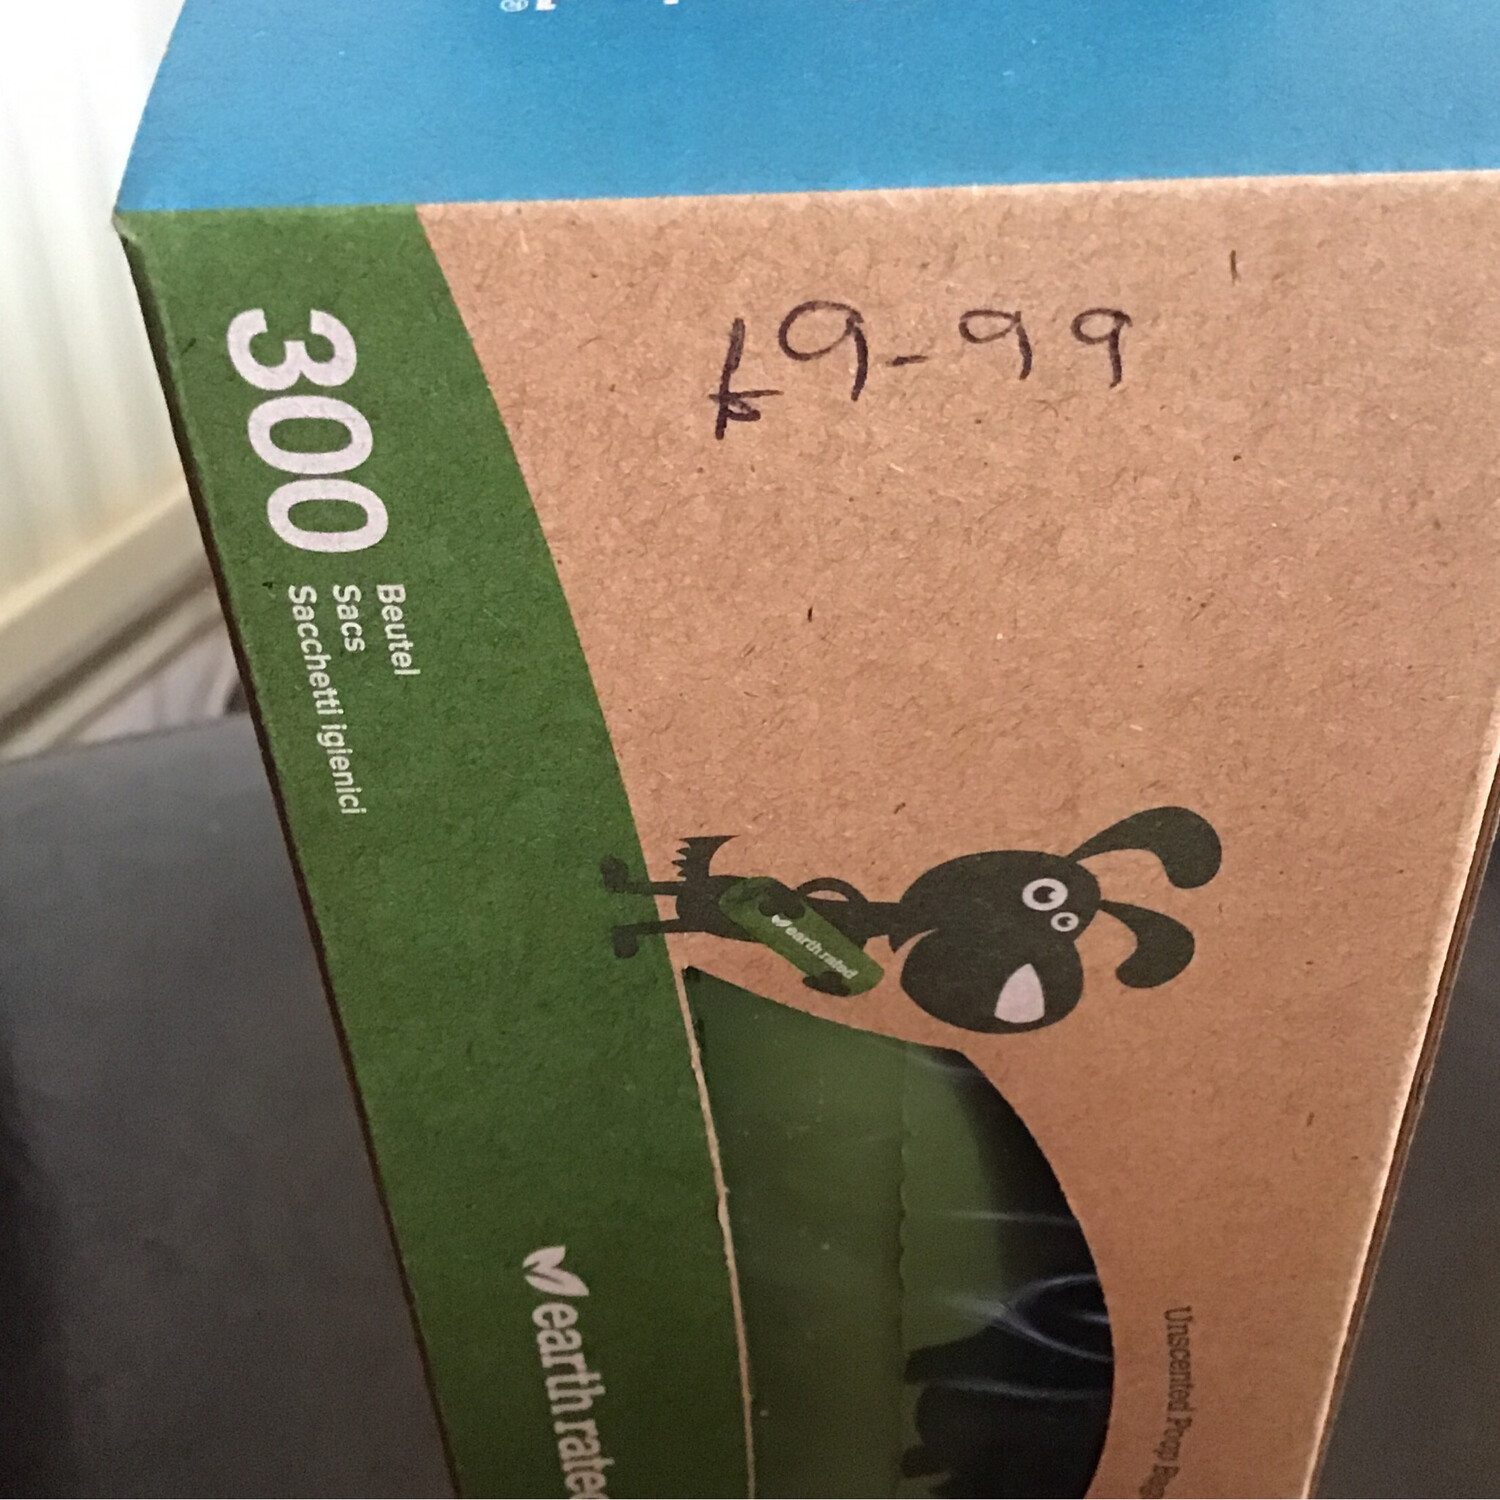 £9-99
300
Beutel
Sacs
Sacchetti igienici
earth rated
earth rated
Unscented Poop Bags